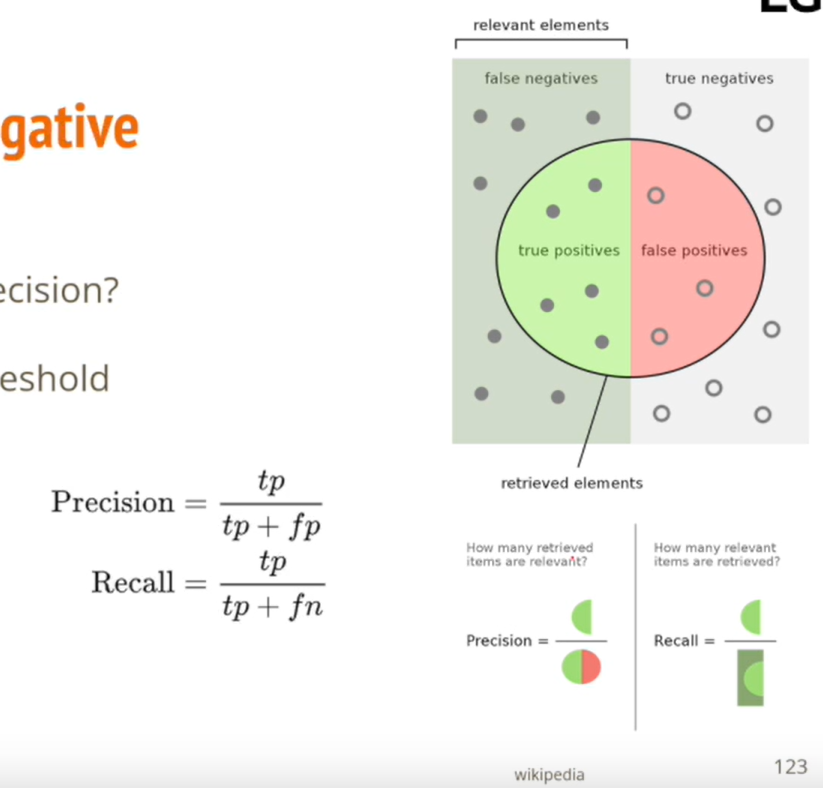 gative
ecision?
eshold
Precision = tp / tp + fp
Recall = tp / tp + fn
relevant elements
false negatives true negatives
true positives false positives
retrieved elements
How many retrieved
items are relevant?
Precision =
How many relevant
items are retrieved?
Recall =
wikipedia
123